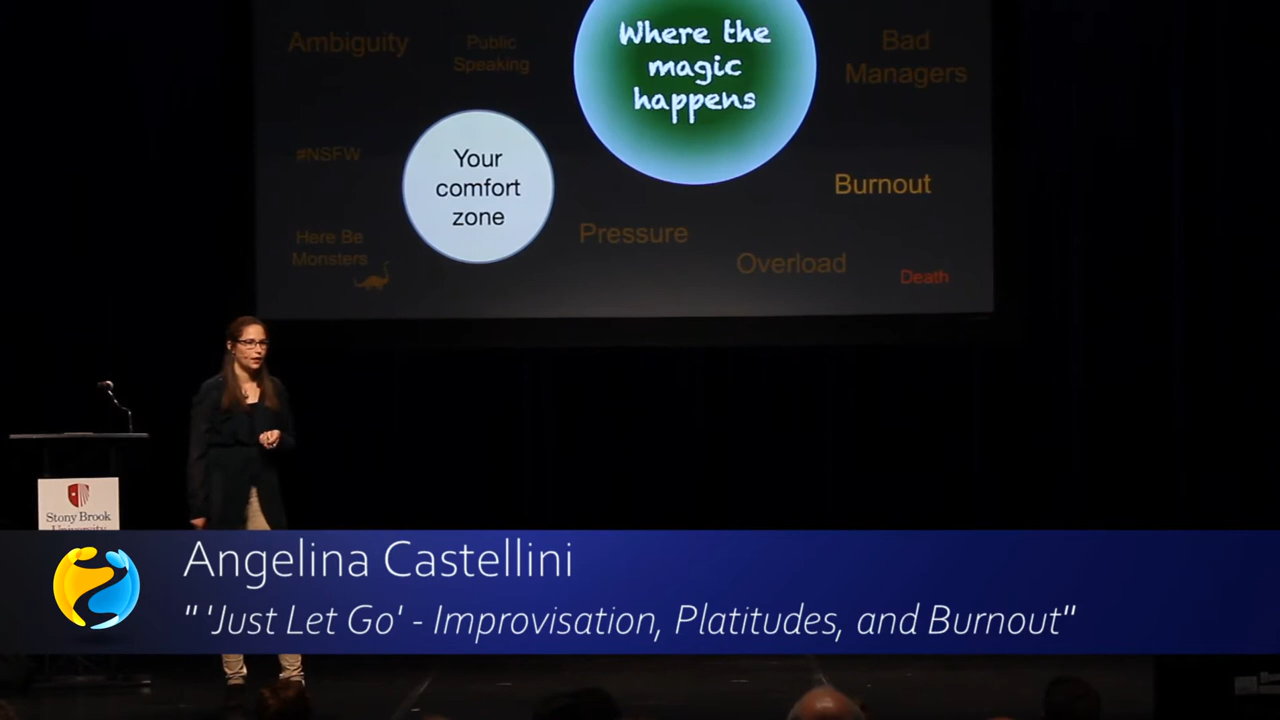 Where the
magic
happens
Ambiguity
Public
Speaking
Bad
Managers
#NSFW
Your
comfort
zone
Burnout
Here Be
Monsters
Pressure
Overload
Death
Stony Brook
University
Angelina Castellini
" 'Just Let Go' - Improvisation, Platitudes, and Burnout"